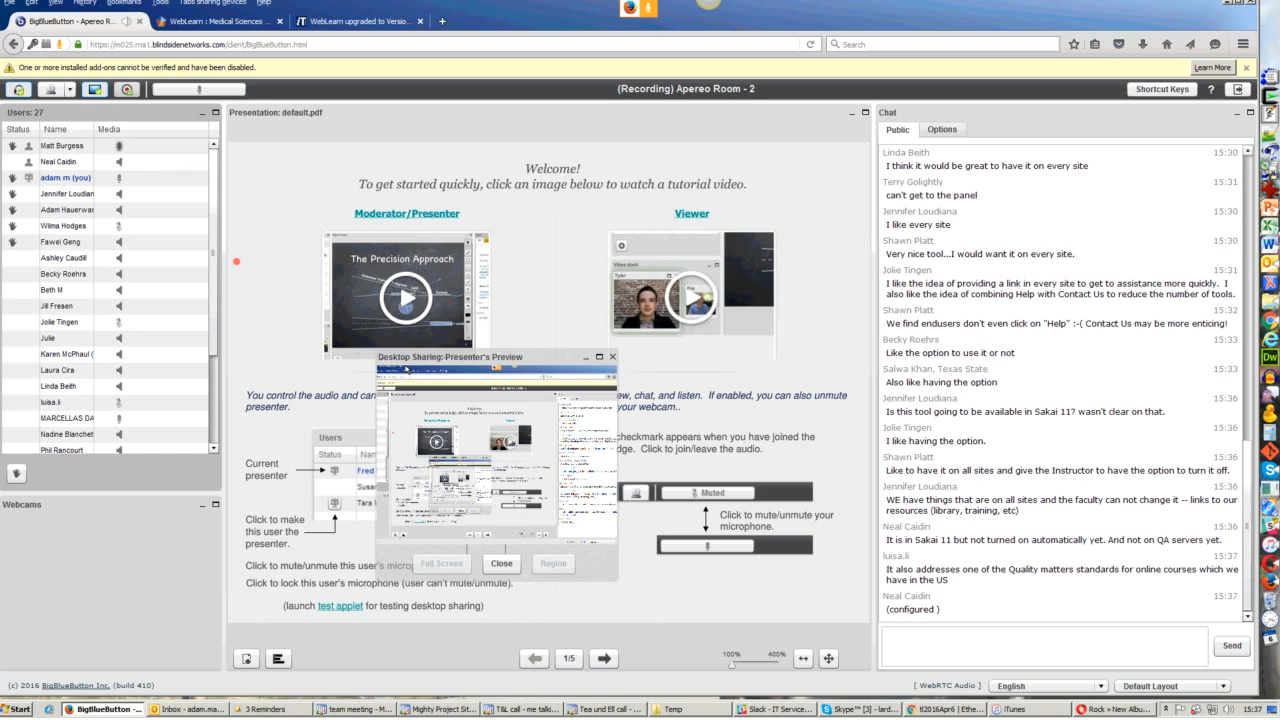 File Edit View History Bookmarks Tools Tabs sharing devices Help
BigBlueButton - Apereo R... × WebLearn : Medical Sciences ... × WebLearn upgraded to Versio... × +
https://m025.rna1.blindsidenetworks.com/client/BigBlueButton.html
Search
One or more installed add-ons cannot be verified and have been disabled.
Learn More ×
(Recording) Apereo Room - 2
Shortcut Keys ?
Users: 27
Status Name Media
Matt Burgess
Neal Caidin
adam m (you)
Jennifer Loudian
Adam Hauerwar
Wilma Hodges
Fawei Geng
Ashley Caudill
Becky Roehrs
Beth M
Jill Fresen
Jolie Tingen
Julie
Karen McPhaul (
Laura Cira
Linda Beith
luisa.li
MARCELLAS DA
Nadine Blanchett
Phil Rancourt
Webcams
Presentation: default.pdf
Welcome!
To get started quickly, click an image below to watch a tutorial video.
Moderator/Presenter
Viewer
The Precision Approach
Video dock
Tyler
Desktop Sharing: Presenter's Preview
Full Screen Close Region
You control the audio and can
presenter.
ew, chat, and listen. If enabled, you can also unmute
your webcam..
Users
Status Na
Current
presenter
Fred
Susa
Tara
Click to make
this user the
presenter.
checkmark appears when you have joined the
dge. Click to join/leave the audio.
Muted
Click to mute/unmute your
microphone.
Click to mute/unmute this user's microp
Click to lock this user's microphone (user can't mute/unmute).
(launch test applet for testing desktop sharing)
1/5
100% 400%
Chat
Public Options
Linda Beith 15:30
I think it would be great to have it on every site
Terry Golightly 15:31
can't get to the panel
Jennifer Loudiana 15:30
I like every site
Shawn Platt 15:30
Very nice tool...I would want it on every site.
Jolie Tingen 15:31
I like the idea of providing a link in every site to get to assistance more quickly. I
also like the idea of combining Help with Contact Us to reduce the number of tools.
Shawn Platt 15:32
We find endusers don't even click on "Help" :-( Contact Us may be more enticing!
Becky Roehrs 15:33
Like the option to use it or not
Salwa Khan, Texas State 15:33
Also like having the option
Jennifer Loudiana 15:36
Is this tool going to be available in Sakai 11? wasn't clear on that.
Jolie Tingen 15:36
I like having the option.
Shawn Platt 15:36
Like to have it on all sites and give the Instructor to have the option to turn it off.
Jennifer Loudiana 15:36
WE have things that are on all sites and the faculty can not change it -- links to our
resources (library, training, etc)
Neal Caidin 15:36
It is in Sakai 11 but not turned on automatically yet. And not on QA servers yet.
luisa.li 15:37
It also addresses one of the Quality matters standards for online courses which we
have in the US
Neal Caidin 15:37
(configured )
Send
(c) 2016 BigBlueButton Inc. (build 410)
[ WebRTC Audio ] English Default Layout
Start BigBlueButton -... Inbox - adam.ma... 3 Reminders team meeting - M... Mighty Project Sit... T&L call - mtg not... Tea und Ell call - ... Temp Slack - IT Service... Skype™ [3] - lard... tl2016Apr6 | Ethe... iTunes Rock = New Albu... 15:37